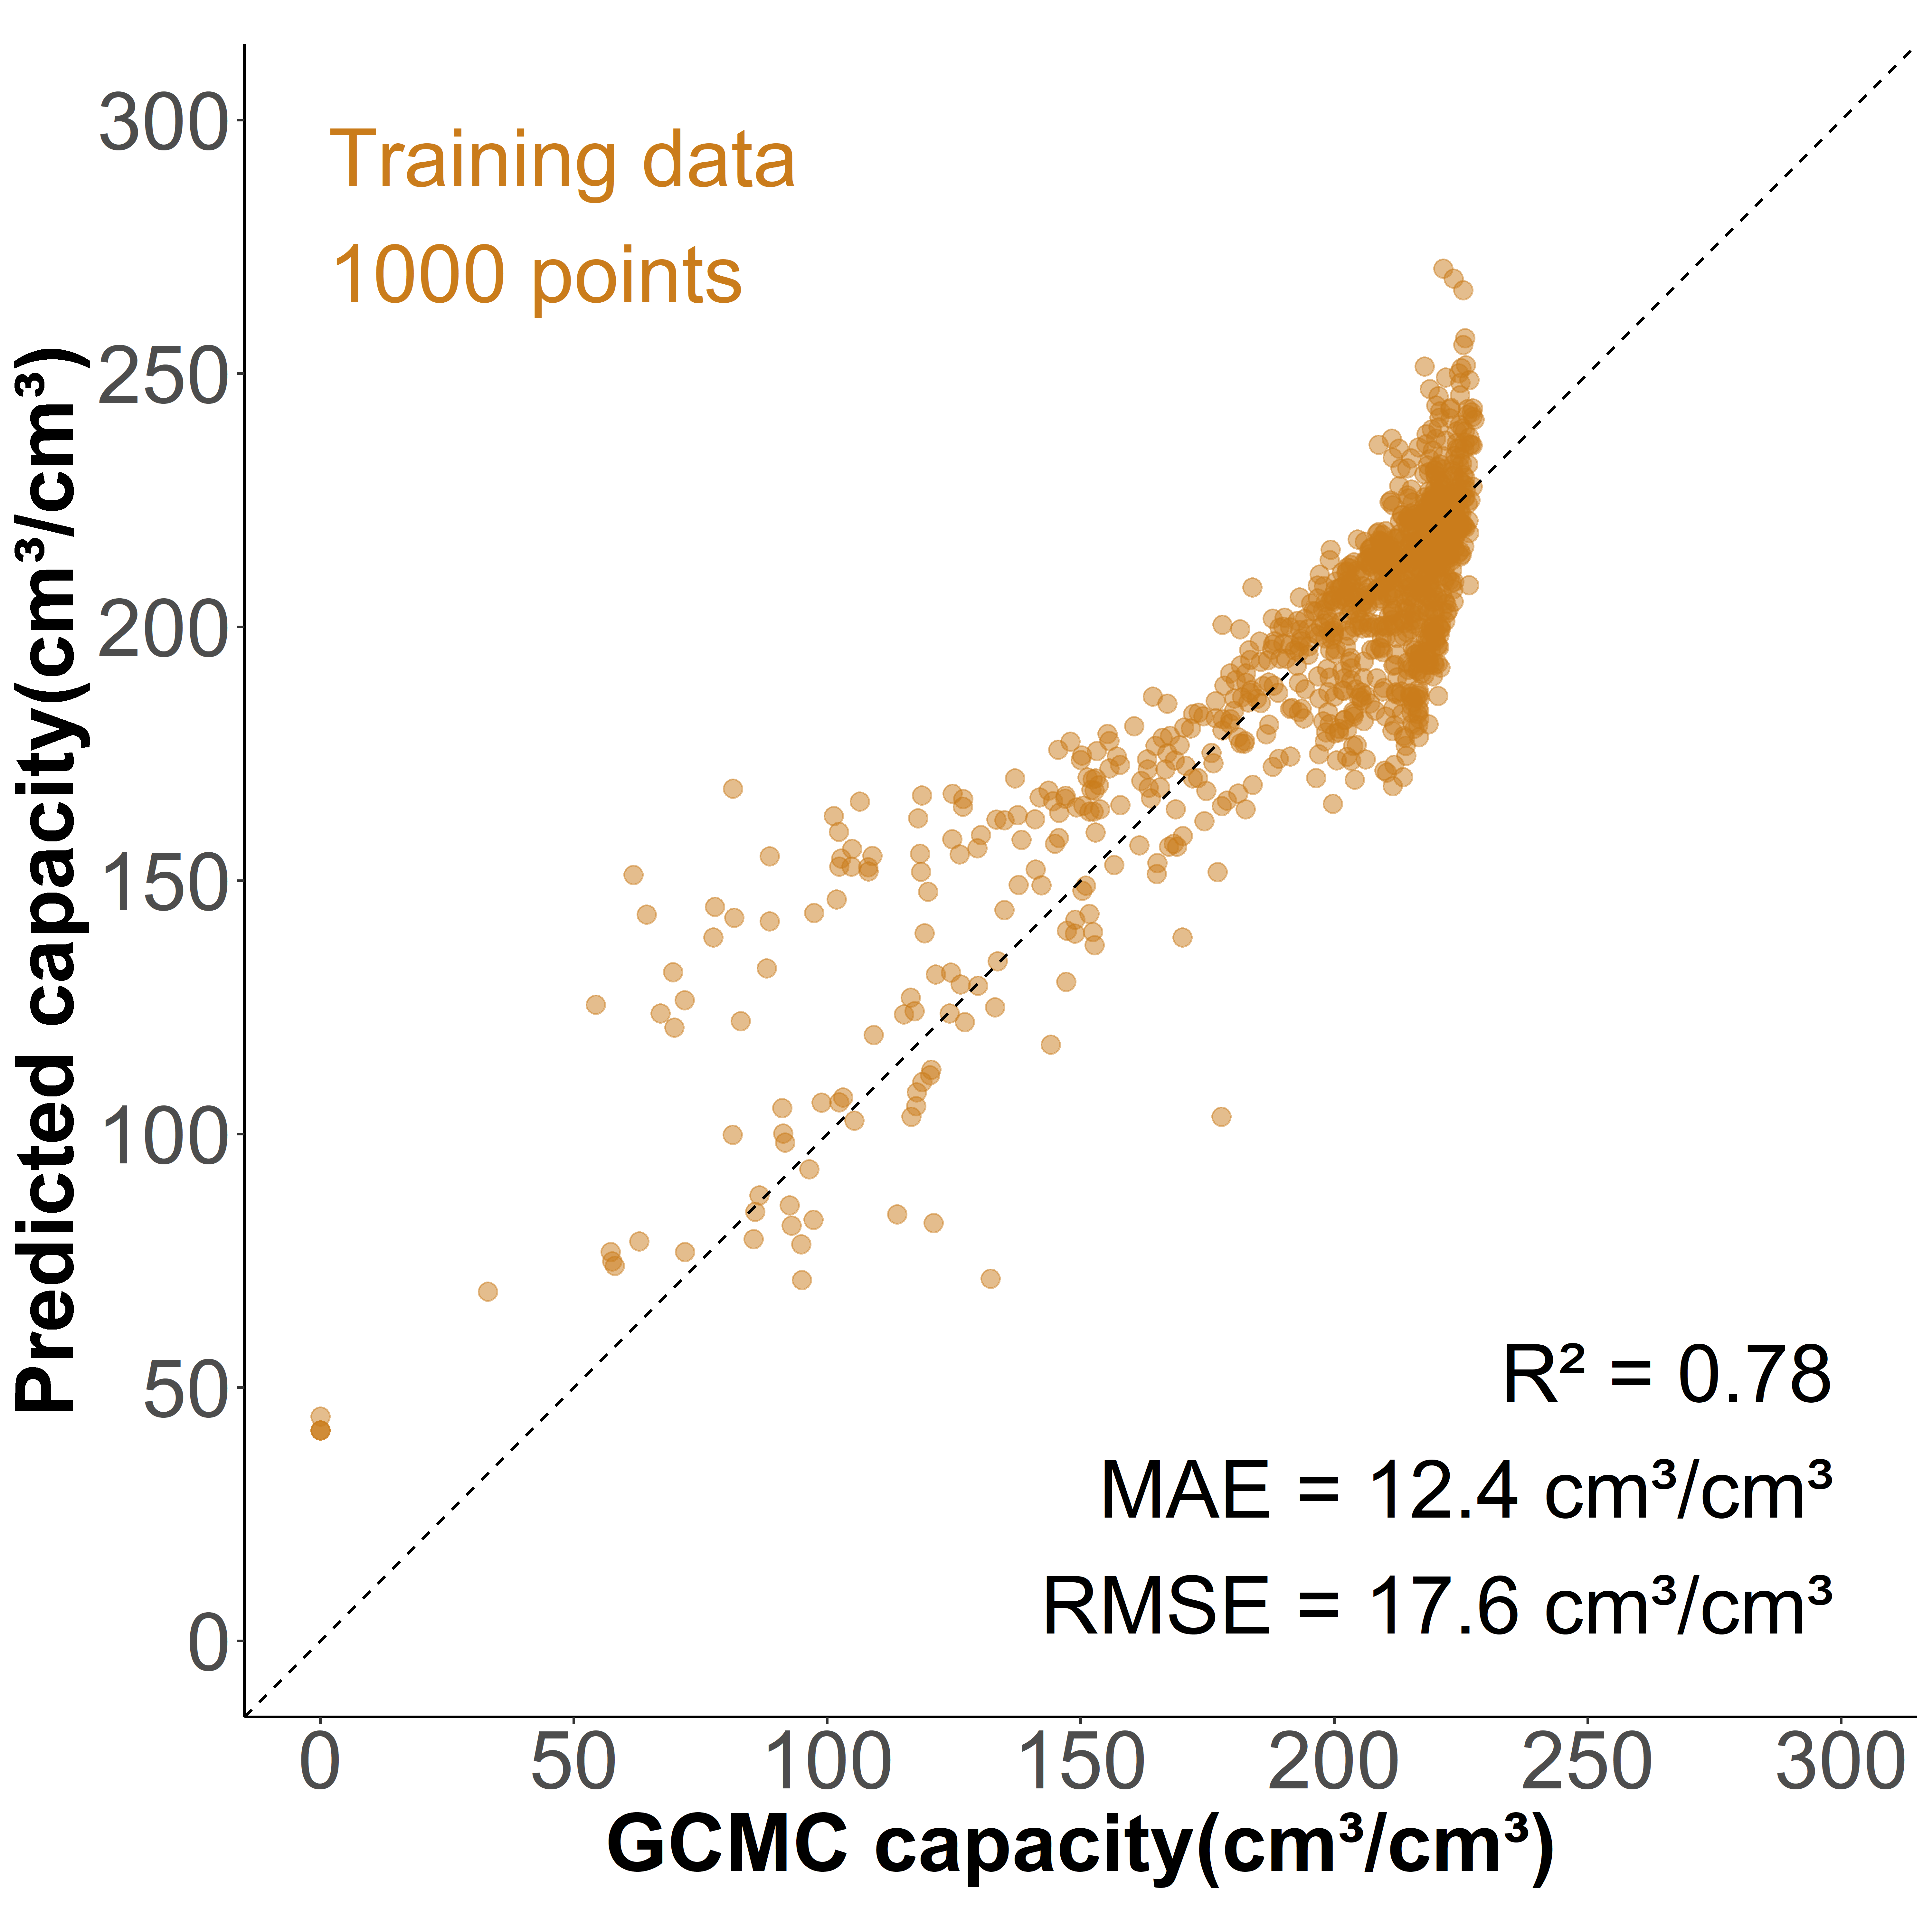 Training data
1000 points
300
250
200
150
100
50
0
Predicted capacity(cm³/cm³)
R² = 0.78
MAE = 12.4 cm³/cm³
RMSE = 17.6 cm³/cm³
0 50 100 150 200 250 300
GCMC capacity(cm³/cm³)